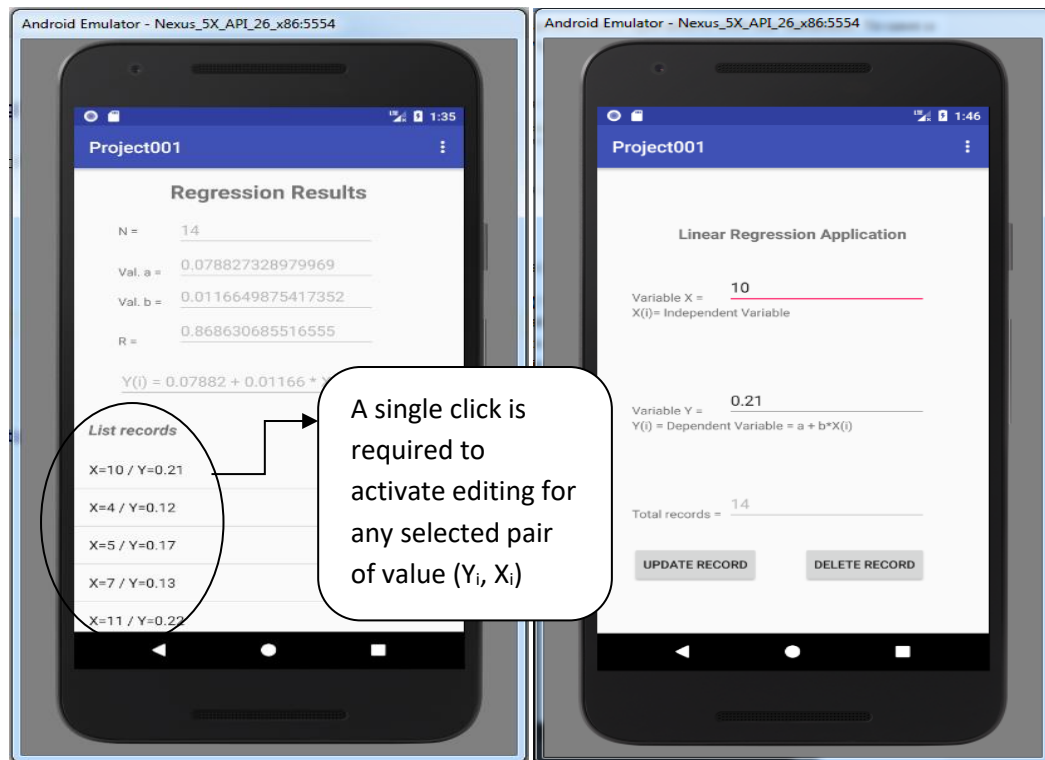 Android Emulator - Nexus_5X_API_26_x86:5554
1:35
Project001
Regression Results
N = 14
Val. a = 0.078827328979969
Val. b = 0.0116649875417352
R = 0.868630685516555
Y(i) = 0.07882 + 0.01166 *
List records
X=10 / Y=0.21
X=4 / Y=0.12
X=5 / Y=0.17
X=7 / Y=0.13
X=11 / Y=0.22
A single click is
required to
activate editing for
any selected pair
of value (Yᵢ, Xᵢ)
Android Emulator - Nexus_5X_API_26_x86:5554
LTE 1:46
Project001
Linear Regression Application
Variable X = 10
X(i)= Independent Variable
Variable Y = 0.21
Y(i) = Dependent Variable = a + b*X(i)
Total records = 14
UPDATE RECORD DELETE RECORD